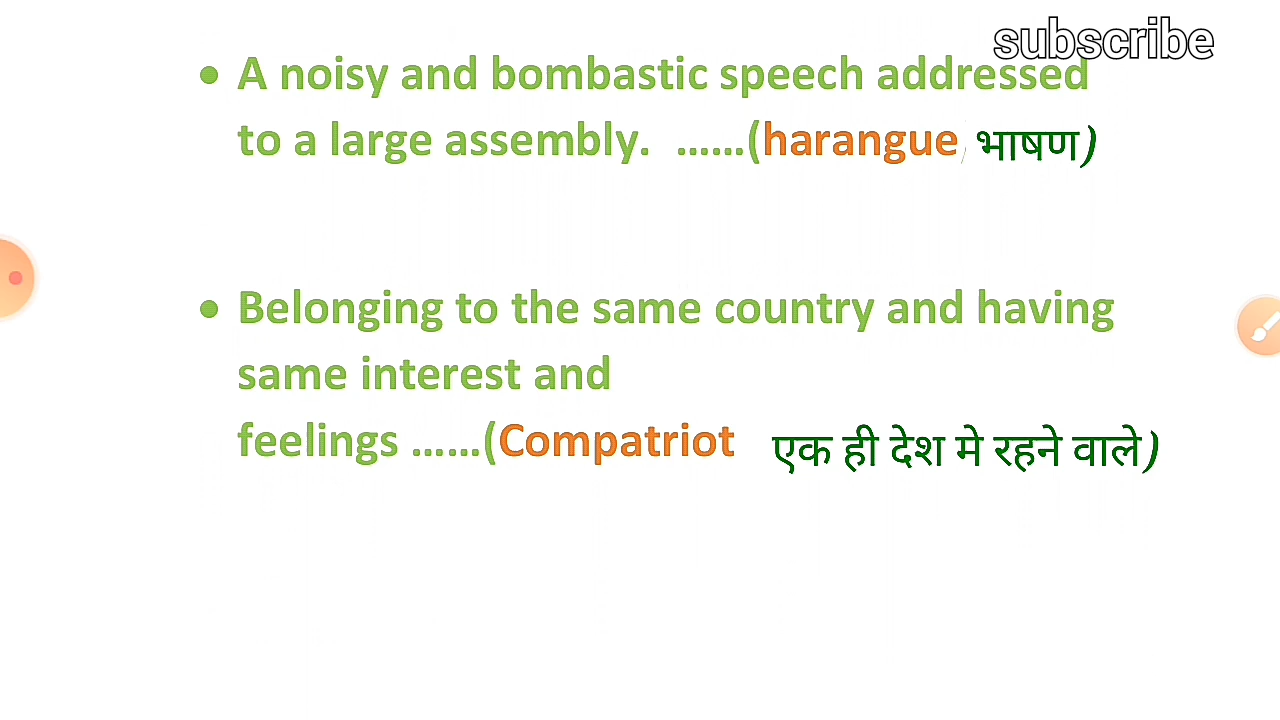 subscribe
• A noisy and bombastic speech addressed
to a large assembly. ......(harangue, भाषण)
• Belonging to the same country and having
same interest and
feelings ......(Compatriot एक ही देश मे रहने वाले)